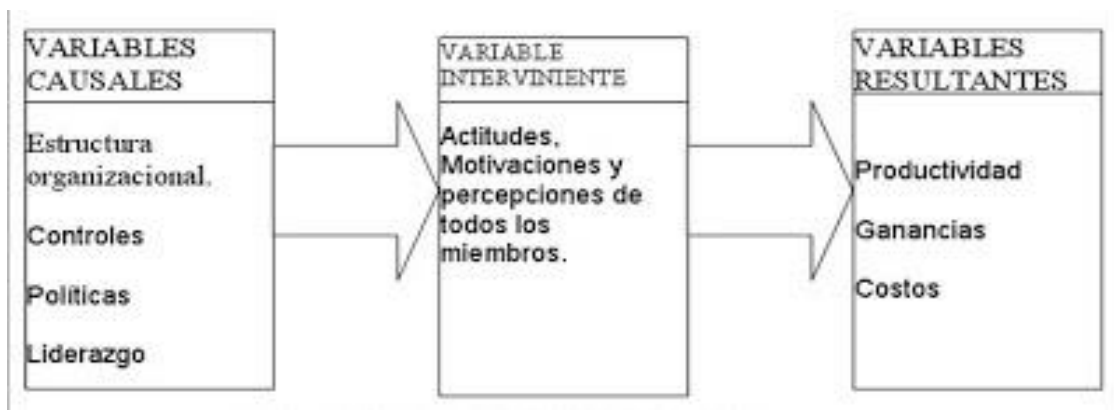 VARIABLES
CAUSALES
Estructura
organizacional.
Controles
Políticas
Liderazgo
VARIABLE
INTERVINIENTE
Actitudes,
Motivaciones y
percepciones de
todos los
miembros.
VARIABLES
RESULTANTES
Productividad
Ganancias
Costos